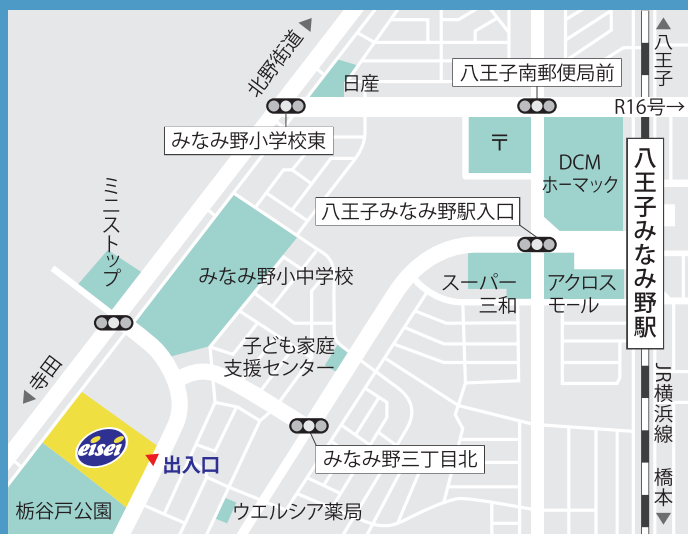 北野街道
日産
八王子南郵便局前
八王子
R16号→
みなみ野小学校東
〒
DCM
ホーマック
八王子みなみ野駅
ミニストップ
八王子みなみ野駅入口
みなみ野小中学校
スーパー
三和
アクロス
モール
子ども家庭
支援センター
寺田
JR横浜線
eisei
出入口
みなみ野三丁目北
橋本
栃谷戸公園
ウエルシア薬局